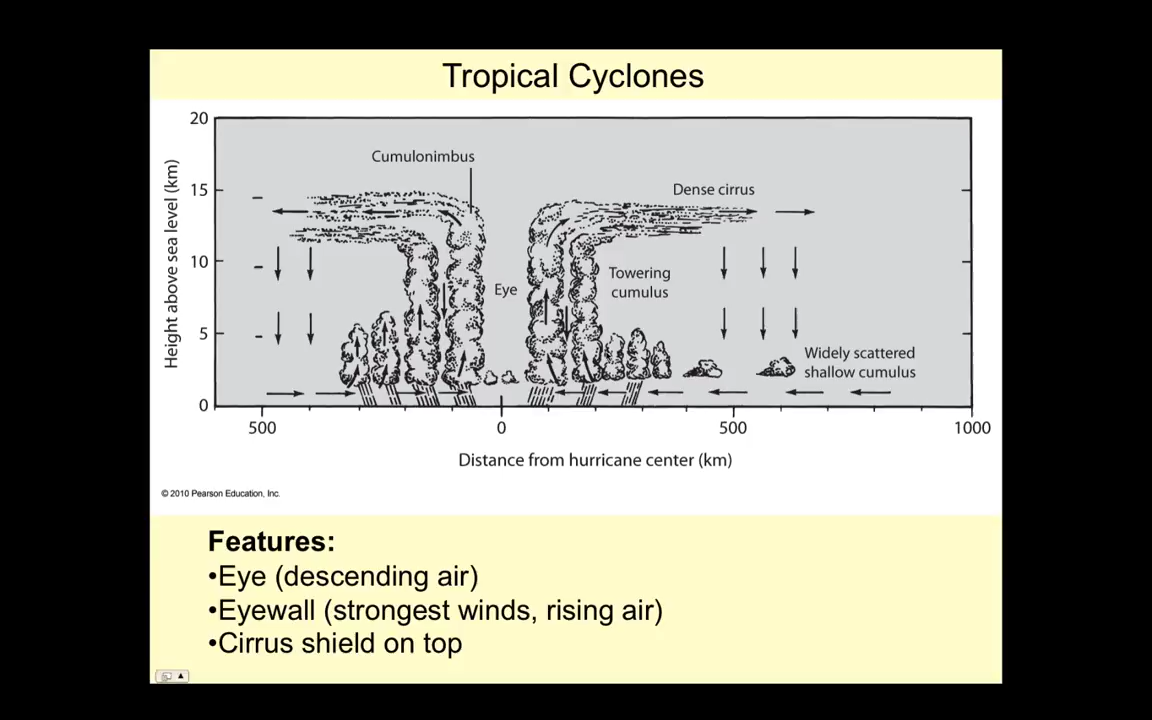 Tropical Cyclones
20
Cumulonimbus
15
Dense cirrus
Height above sea level (km)
10
Eye
Towering
cumulus
5
Widely scattered
shallow cumulus
0
500
0
500
1000
Distance from hurricane center (km)
© 2010 Pearson Education, Inc.
Features:
•Eye (descending air)
•Eyewall (strongest winds, rising air)
•Cirrus shield on top